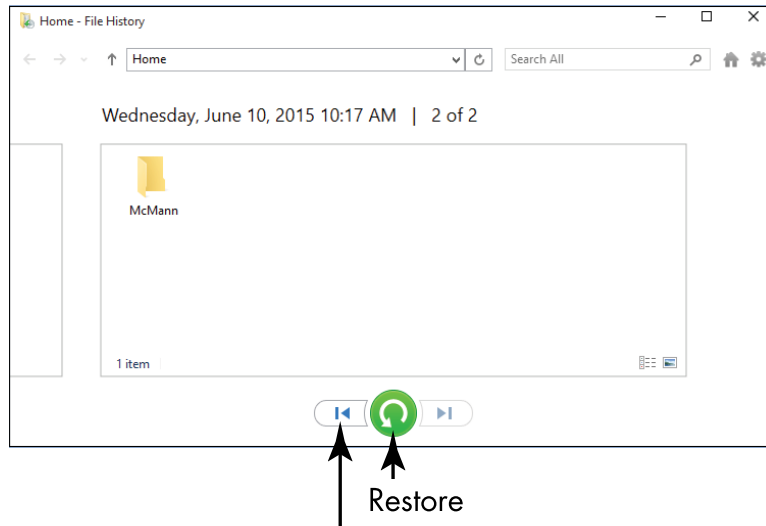 Home - File History
Home
Search All
Wednesday, June 10, 2015 10:17 AM | 2 of 2
McMann
1 item
Restore